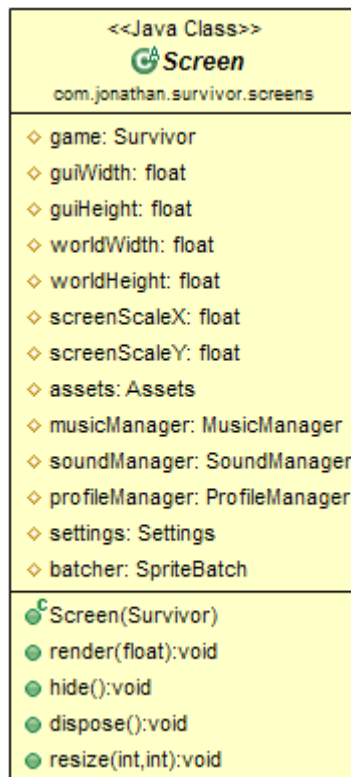 <<Java Class>>
Screen
com.jonathan.survivor.screens
game: Survivor
guiWidth: float
guiHeight: float
worldWidth: float
worldHeight: float
screenScaleX: float
screenScaleY: float
assets: Assets
musicManager: MusicManager
soundManager: SoundManager
profileManager: ProfileManager
settings: Settings
batcher: SpriteBatch
Screen(Survivor)
render(float):void
hide():void
dispose():void
resize(int,int):void